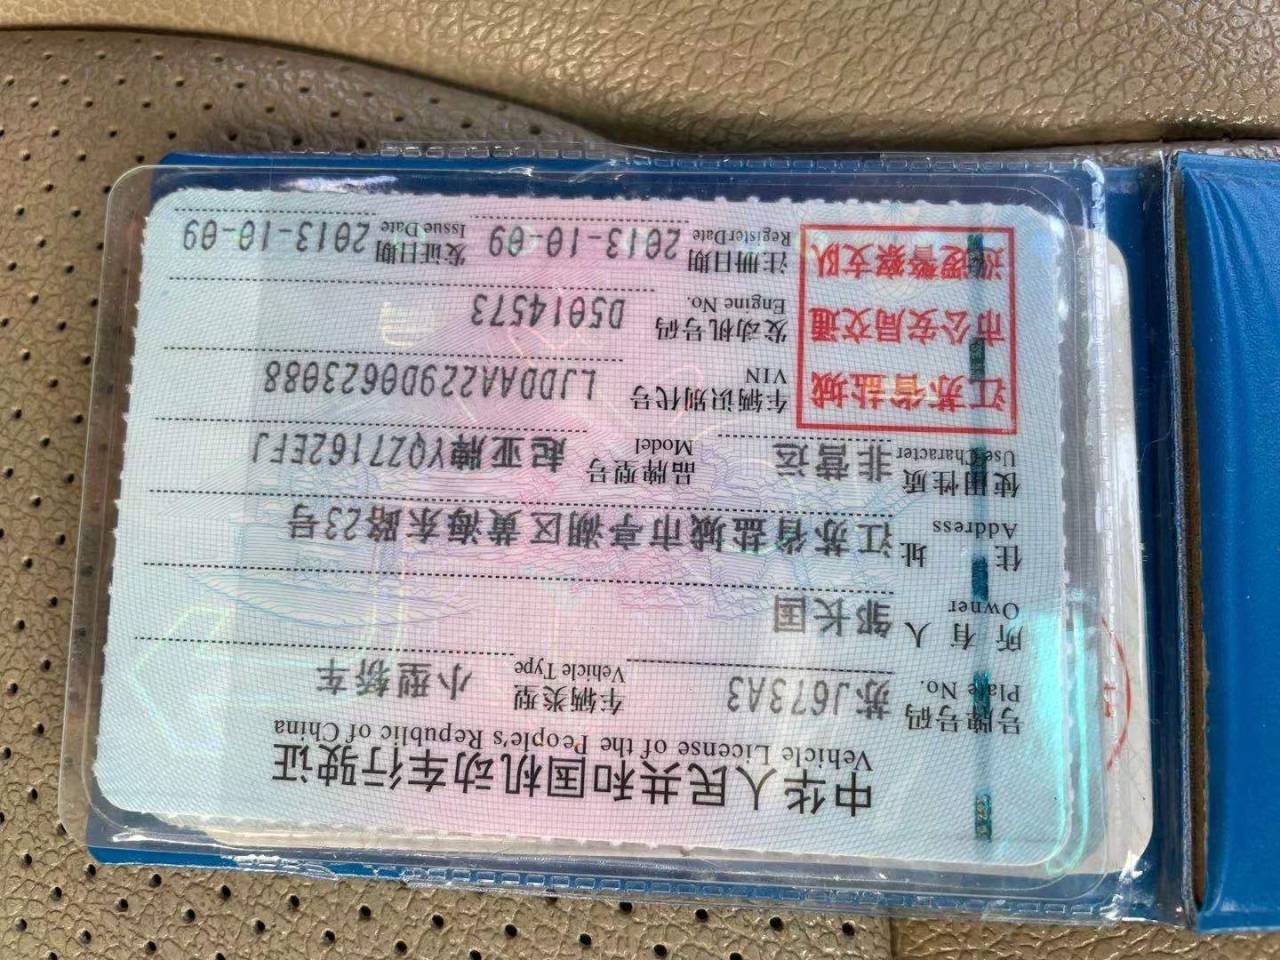 中华人民共和国机动车行驶证
Vehicle License of the People's Republic of China
号牌号码 苏J673A3 车辆类型 小型轿车
Plate No. Vehicle Type
所有人 邹长国
Owner
住址 江苏省盐城市亭湖区黄海东路23号
Address
使用性质 非营运 品牌型号 起亚牌YQZ7162EFJ
Use Character Model
江苏省盐城
市公安局交通
巡逻警察支队
车辆识别代号 LJDDAA229D0623088
VIN
发动机号码 D5014573
Engine No.
注册日期 2013-10-09 发证日期 2013-10-09
RegisterDate Issue Date